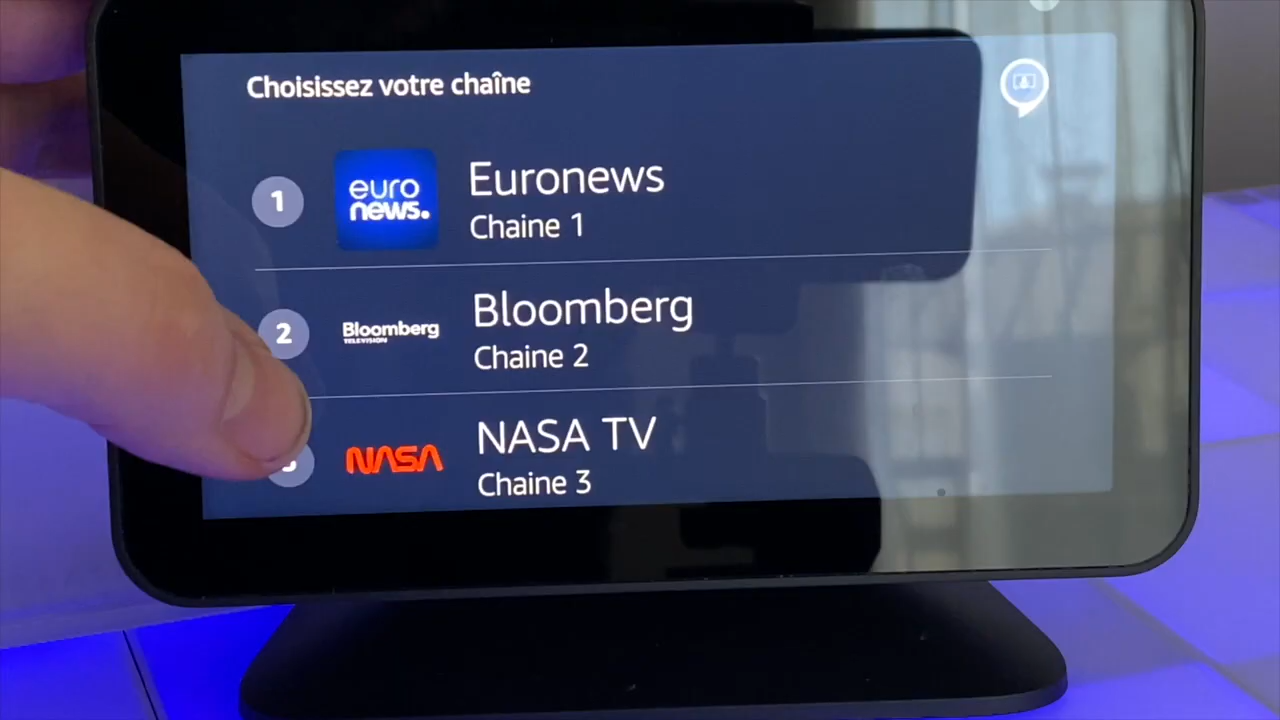 Choisissez votre chaîne
1
euro
news.
Euronews
Chaine 1
2
Bloomberg
TELEVISION
Bloomberg
Chaine 2
NASA
NASA TV
Chaine 3